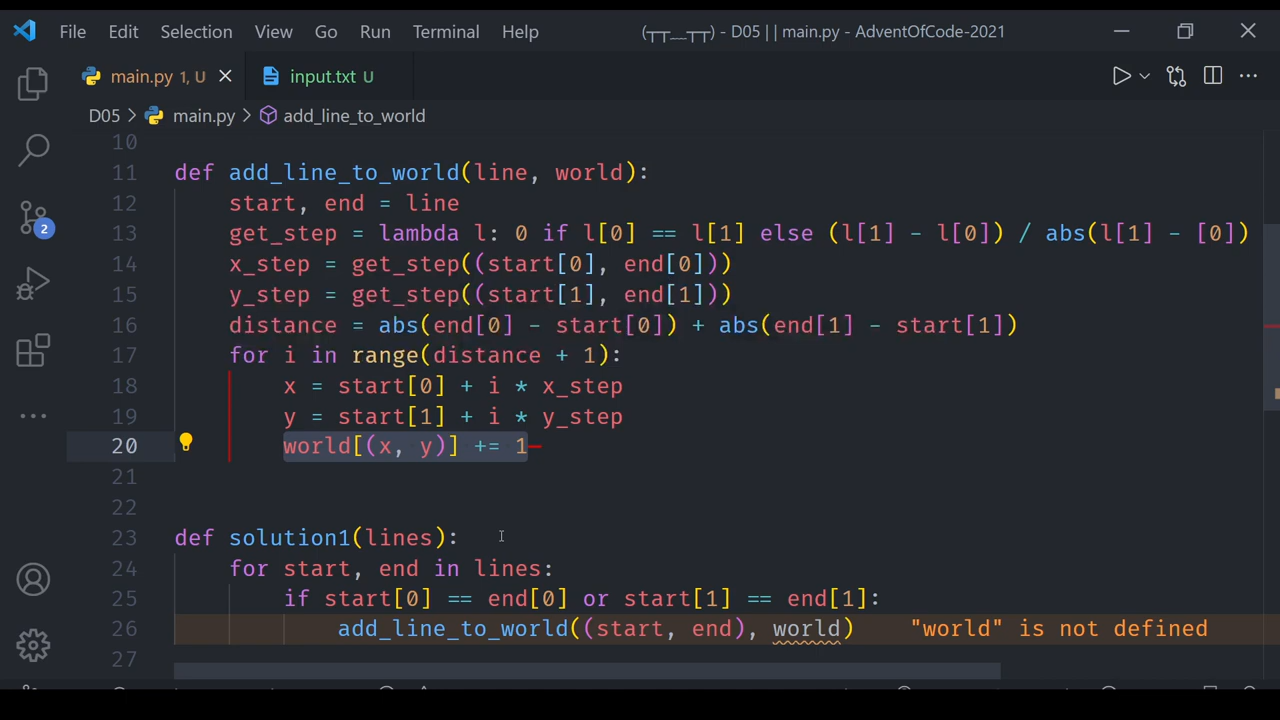 File Edit Selection View Go Run Terminal Help (┬┬__┬┬) - D05 | | main.py - AdventOfCode-2021
main.py 1, U input.txt U
D05 > main.py > add_line_to_world
10
11 def add_line_to_world(line, world):
12 start, end = line
13 get_step = lambda l: 0 if l[0] == l[1] else (l[1] - l[0]) / abs(l[1] - [0])
14 x_step = get_step((start[0], end[0]))
15 y_step = get_step((start[1], end[1]))
16 distance = abs(end[0] - start[0]) + abs(end[1] - start[1])
17 for i in range(distance + 1):
18 x = start[0] + i * x_step
19 y = start[1] + i * y_step
20 world[(x, y)] += 1
21
22
23 def solution1(lines):
24 for start, end in lines:
25 if start[0] == end[0] or start[1] == end[1]:
26 add_line_to_world((start, end), world) "world" is not defined
27
2